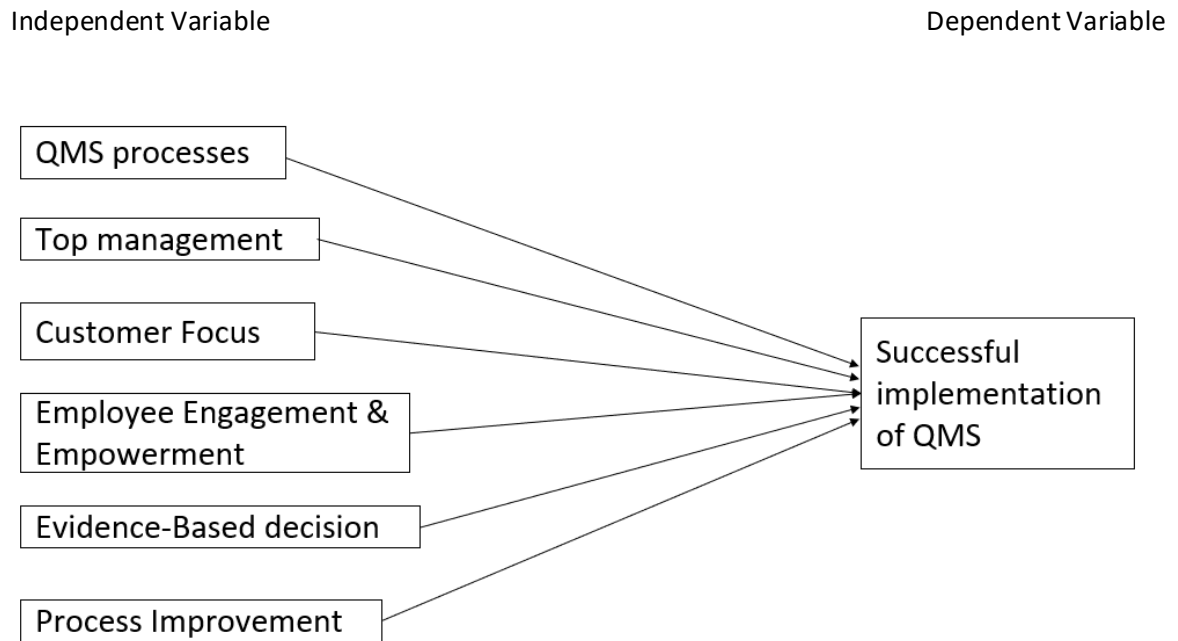 Independent Variable
Dependent Variable
QMS processes
Top management
Customer Focus
Employee Engagement &
Empowerment
Evidence-Based decision
Process Improvement
Successful
implementation
of QMS